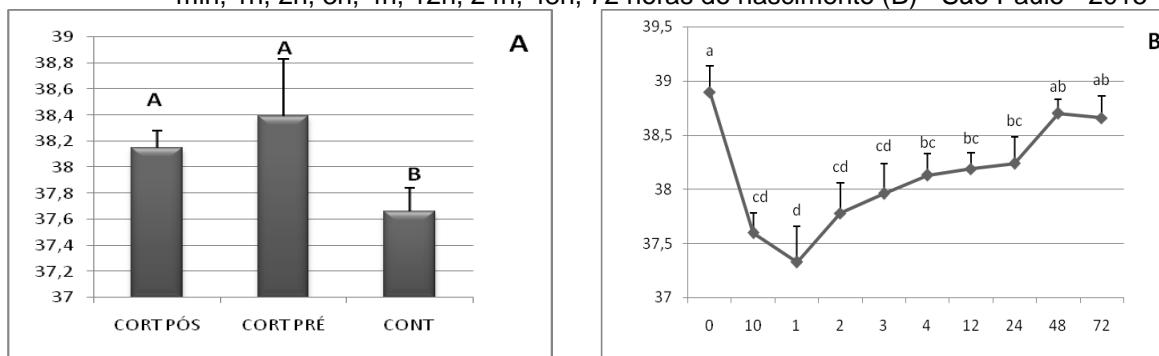 min, 1h, 2h, 3h, 4h, 12h, 24h, 48h, 72 horas do nascimento (B) - São Paulo - 2013
A
39
38,8
38,6
38,4
38,2
38
37,8
37,6
37,4
37,2
37
A
A
B
CORT PÓS CORT PRÉ CONT
B
39,5
39
38,5
38
37,5
37
a
cd
d
cd
cd
bc
bc
bc
ab
ab
0 10 1 2 3 4 12 24 48 72